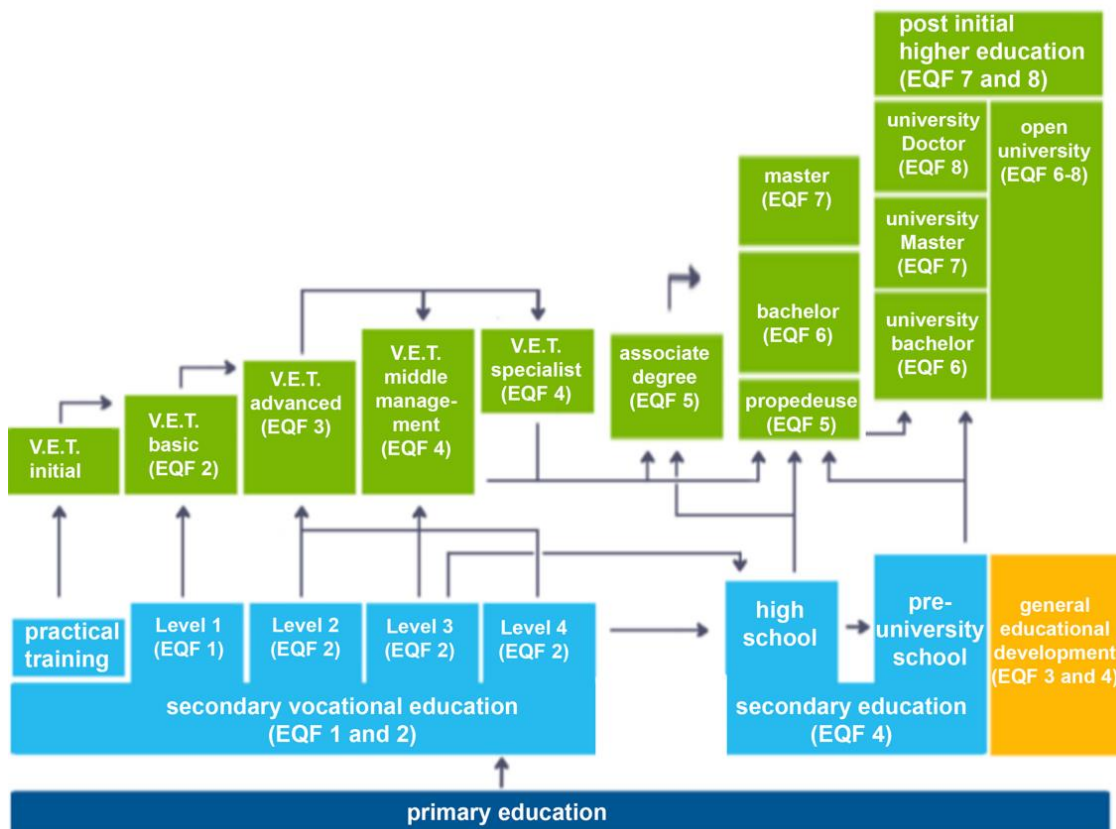 post initial
higher education
(EQF 7 and 8)
university
Doctor
(EQF 8)
open
university
(EQF 6-8)
master
(EQF 7)
university
Master
(EQF 7)
bachelor
(EQF 6)
university
bachelor
(EQF 6)
V.E.T.
initial
V.E.T.
basic
(EQF 2)
V.E.T.
advanced
(EQF 3)
V.E.T.
middle
manage-
ment
(EQF 4)
V.E.T.
specialist
(EQF 4)
associate
degree
(EQF 5)
propedeuse
(EQF 5)
practical
training
Level 1
(EQF 1)
Level 2
(EQF 2)
Level 3
(EQF 2)
Level 4
(EQF 2)
high
school
pre-
university
school
general
educational
development
(EQF 3 and 4)
secondary vocational education
(EQF 1 and 2)
secondary education
(EQF 4)
primary education